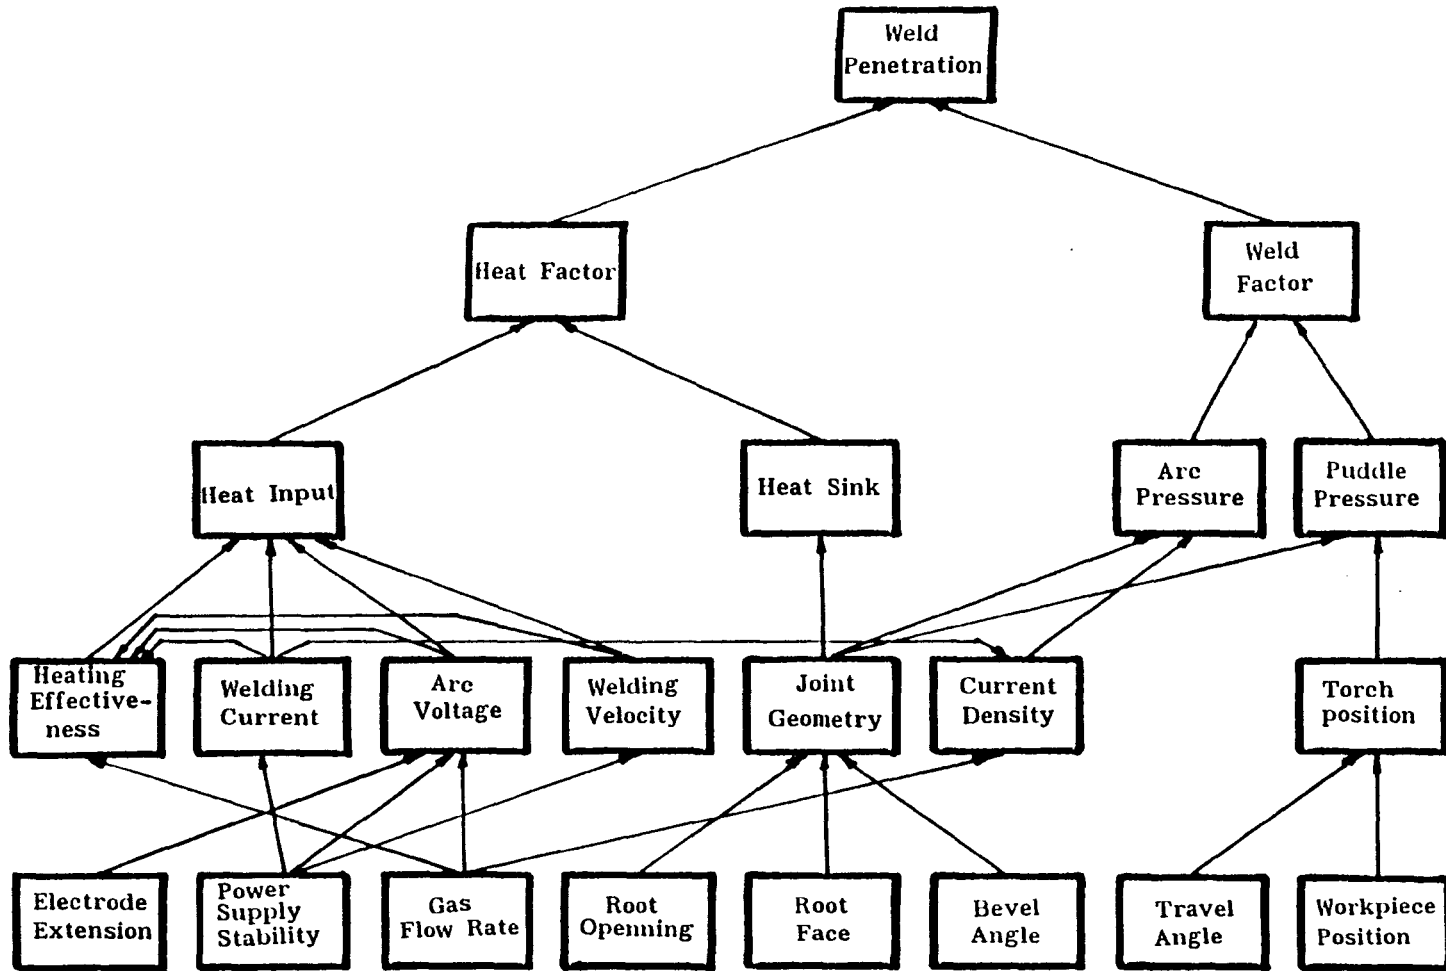 Weld
Penetration
Heat Factor
Weld
Factor
Heat Input
Heat Sink
Arc
Pressure
Puddle
Pressure
Heating
Effective-
ness
Welding
Current
Arc
Voltage
Welding
Velocity
Joint
Geometry
Current
Density
Torch
position
Electrode
Extension
Power
Supply
Stability
Gas
Flow Rate
Root
Openning
Root
Face
Bevel
Angle
Travel
Angle
Workpiece
Position